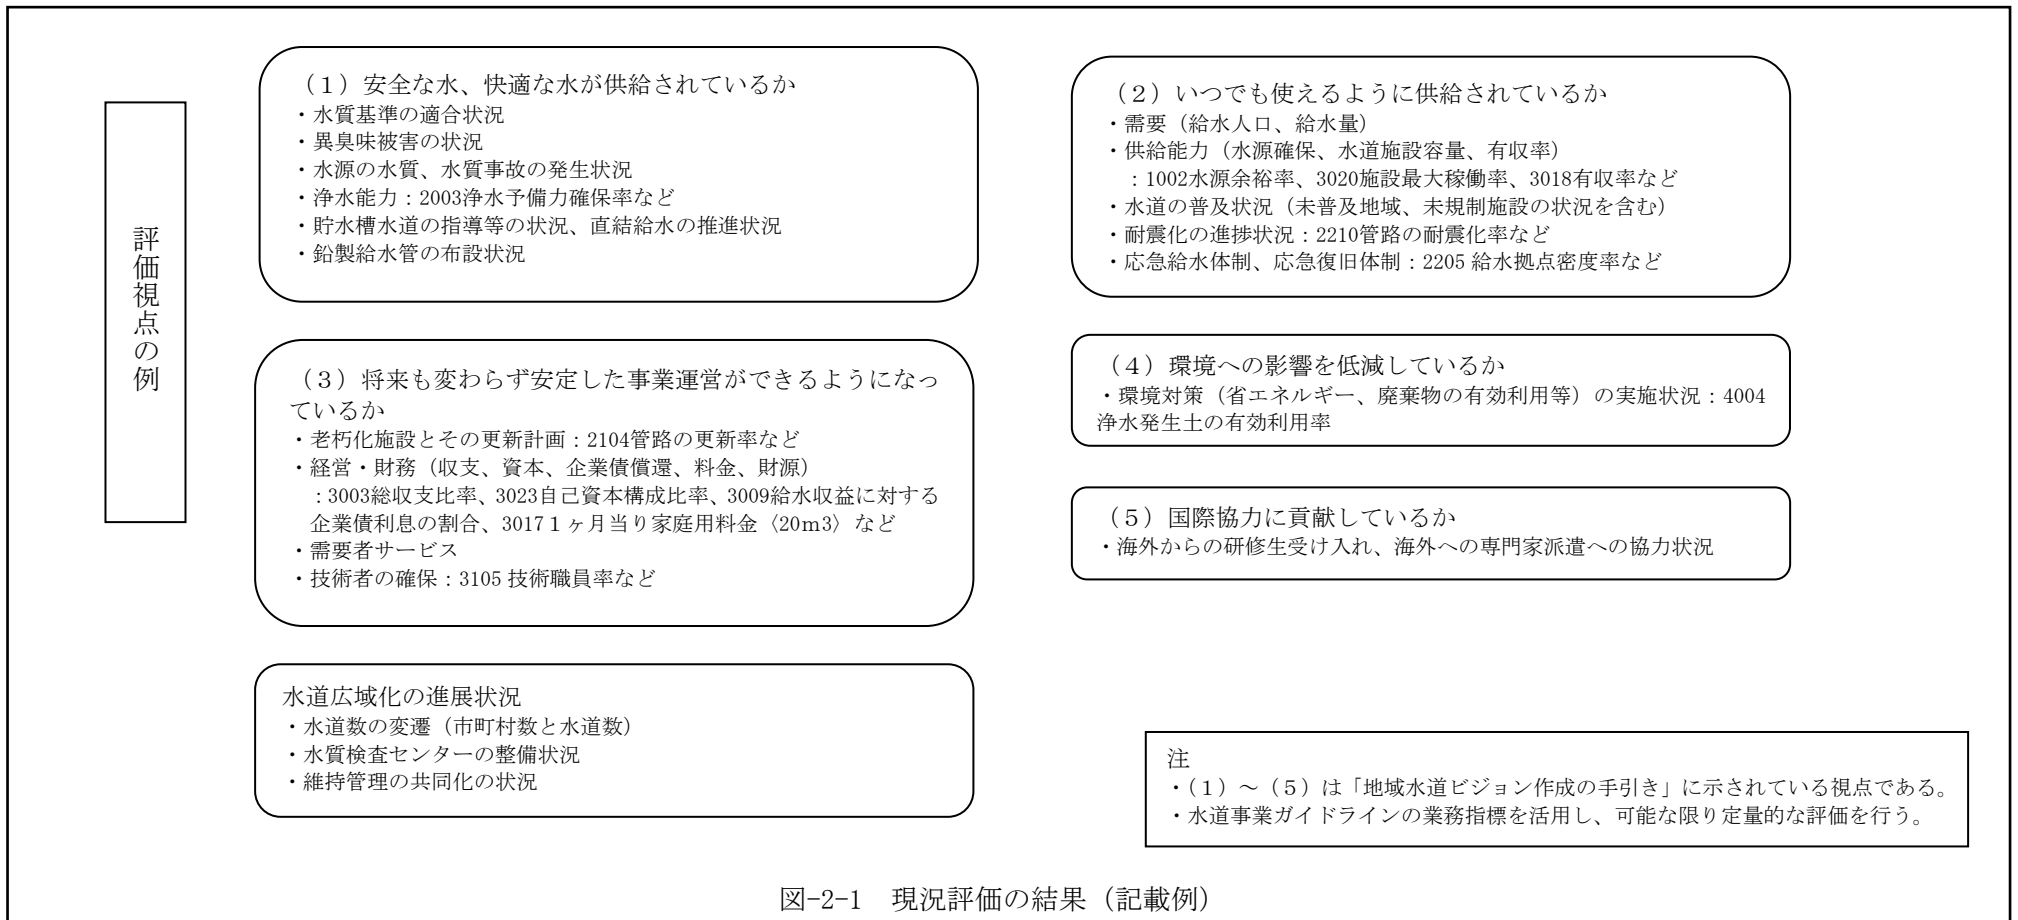 評価視点の例
（１）安全な水、快適な水が供給されているか
・水質基準の適合状況
・異臭味被害の状況
・水源の水質、水質事故の発生状況
・浄水能力：2003浄水予備力確保率など
・貯水槽水道の指導等の状況、直結給水の推進状況
・鉛製給水管の布設状況
（２）いつでも使えるように供給されているか
・需要（給水人口、給水量）
・供給能力（水源確保、水道施設容量、有収率）
：1002水源余裕率、3020施設最大稼働率、3018有収率など
・水道の普及状況（未普及地域、未規制施設の状況を含む）
・耐震化の進捗状況：2210管路の耐震化率など
・応急給水体制、応急復旧体制：2205 給水拠点密度率など
（３）将来も変わらず安定した事業運営ができるようになっ
ているか
・老朽化施設とその更新計画：2104管路の更新率など
・経営・財務（収支、資本、企業債償還、料金、財源）
：3003総収支比率、3023自己資本構成比率、3009給水収益に対する
企業債利息の割合、3017１ヶ月当り家庭用料金〈20m3〉など
・需要者サービス
・技術者の確保：3105 技術職員率など
（４）環境への影響を低減しているか
・環境対策（省エネルギー、廃棄物の有効利用等）の実施状況：4004
浄水発生土の有効利用率
（５）国際協力に貢献しているか
・海外からの研修生受け入れ、海外への専門家派遣への協力状況
水道広域化の進展状況
・水道数の変遷（市町村数と水道数）
・水質検査センターの整備状況
・維持管理の共同化の状況
注
・（１）～（５）は「地域水道ビジョン作成の手引き」に示されている視点である。
・水道事業ガイドラインの業務指標を活用し、可能な限り定量的な評価を行う。
図-2-1　現況評価の結果（記載例）